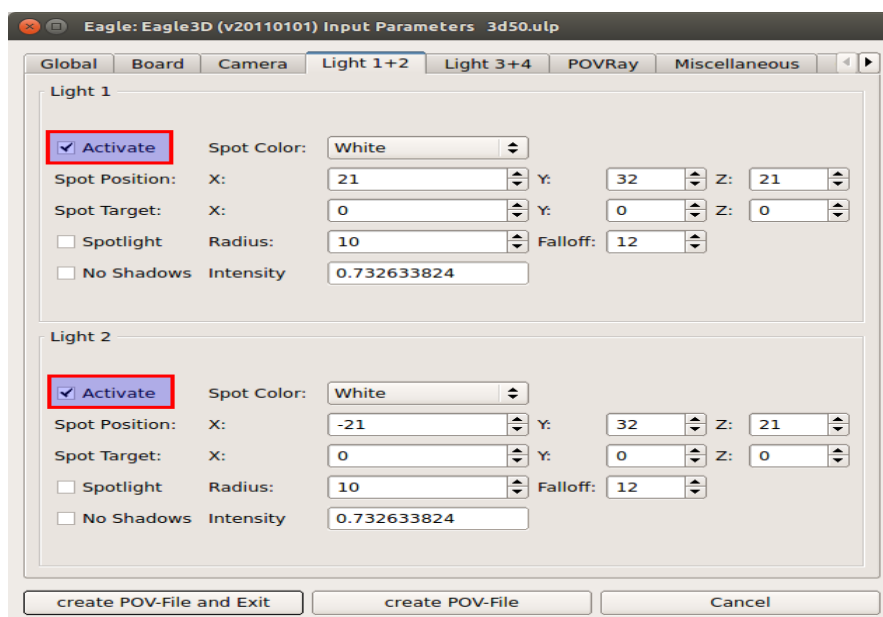 Eagle: Eagle3D (v20110101) Input Parameters 3d50.ulp
Global Board Camera Light 1+2 Light 3+4 POVRay Miscellaneous
Light 1
Activate Spot Color: White
Spot Position: X: 21 Y: 32 Z: 21
Spot Target: X: 0 Y: 0 Z: 0
Spotlight Radius: 10 Falloff: 12
No Shadows Intensity 0.732633824
Light 2
Activate Spot Color: White
Spot Position: X: -21 Y: 32 Z: 21
Spot Target: X: 0 Y: 0 Z: 0
Spotlight Radius: 10 Falloff: 12
No Shadows Intensity 0.732633824
create POV-File and Exit create POV-File Cancel